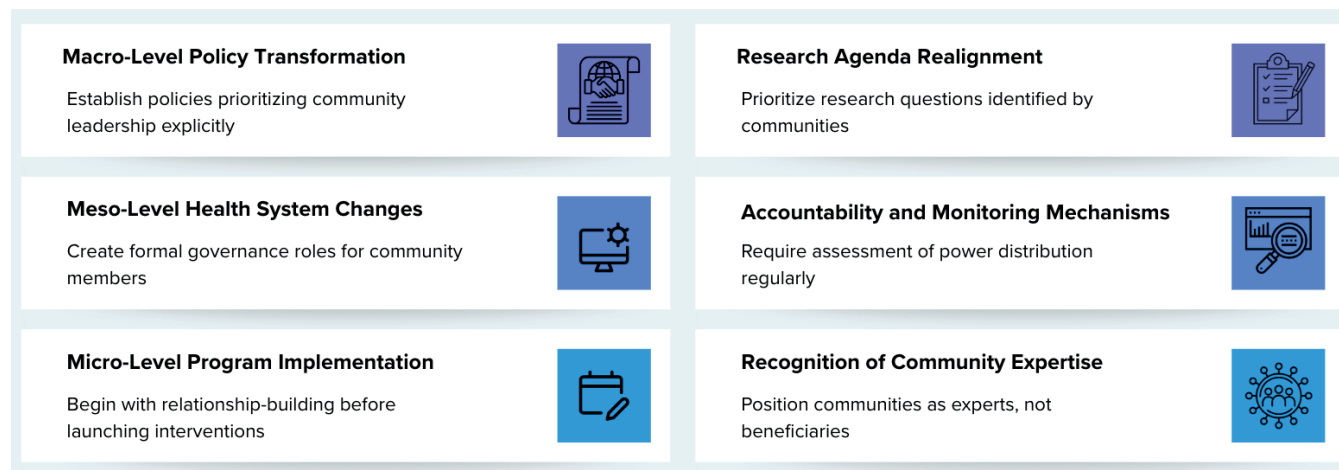 Macro-Level Policy Transformation
Establish policies prioritizing community
leadership explicitly
Research Agenda Realignment
Prioritize research questions identified by
communities
Meso-Level Health System Changes
Create formal governance roles for community
members
Accountability and Monitoring Mechanisms
Require assessment of power distribution
regularly
Micro-Level Program Implementation
Begin with relationship-building before
launching interventions
Recognition of Community Expertise
Position communities as experts, not
beneficiaries